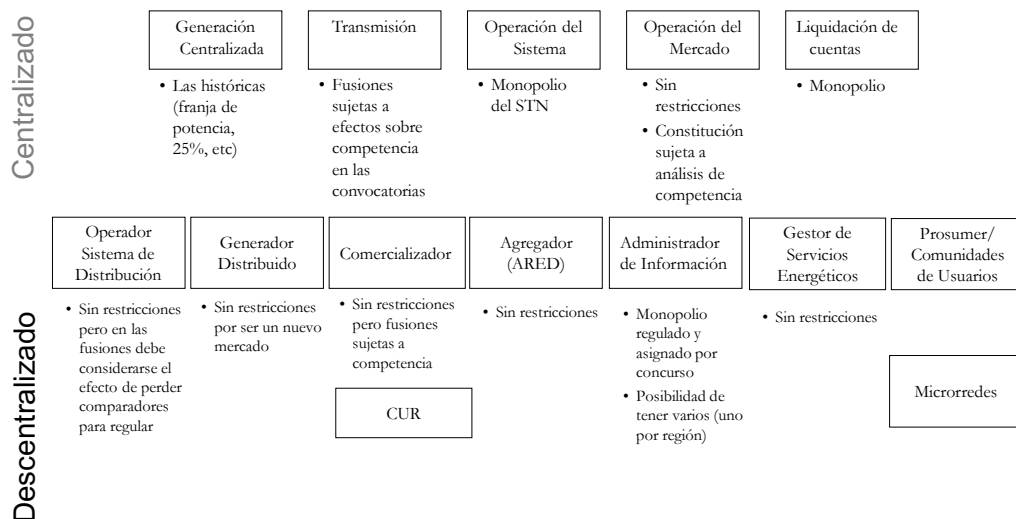 Centralizado
Generación
Centralizada
• Las históricas
(franja de
potencia,
25%, etc)
Transmisión
• Fusiones
sujetas a
efectos sobre
competencia
en las
convocatorias
Operación del
Sistema
• Monopolio
del STN
Operación del
Mercado
• Sin
restricciones
• Constitución
sujeta a
análisis de
competencia
Liquidación de
cuentas
• Monopolio
Descentralizado
Operador
Sistema de
Distribución
• Sin restricciones
pero en las
fusiones debe
considerarse el
efecto de perder
comparadores
para regular
Generador
Distribuido
• Sin restricciones
por ser un nuevo
mercado
Comercializador
• Sin restricciones
pero fusiones
sujetas a
competencia
CUR
Agregador
(ARED)
• Sin restricciones
Administrador
de Información
• Monopolio
regulado y
asignado por
concurso
• Posibilidad de
tener varios (uno
por región)
Gestor de
Servicios
Energéticos
• Sin restricciones
Prosumer/
Comunidades
de Usuarios
Microrredes